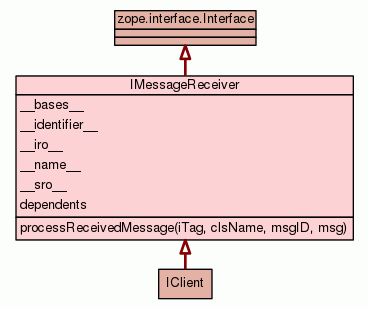 zope.interface.Interface
IMessageReceiver
__bases__
__identifier__
__iro__
__name__
__sro__
dependents
processReceivedMessage(iTag, clsName, msgID, msg)
IClient